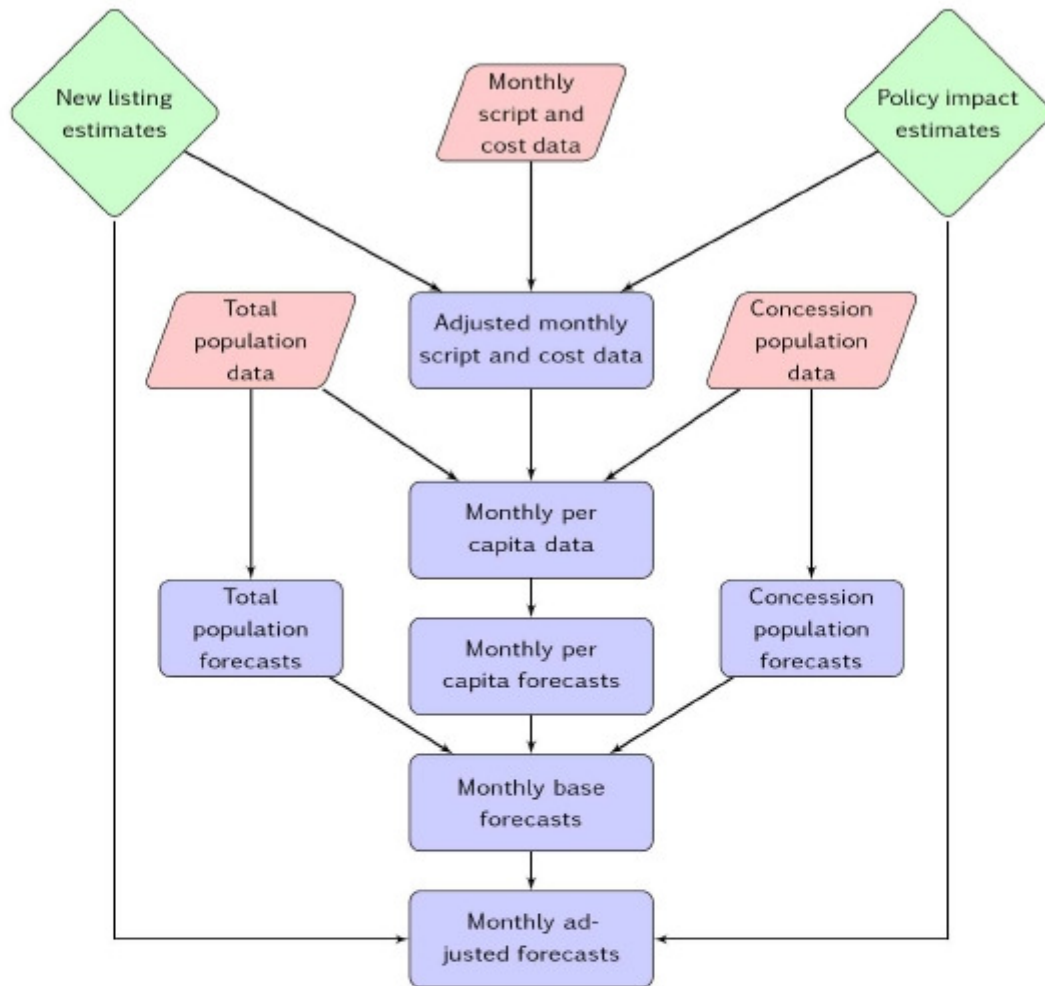 New listing
estimates
Monthly
script and
cost data
Policy impact
estimates
Total
population
data
Adjusted monthly
script and cost data
Concession
population
data
Monthly per
capita data
Total
population
forecasts
Monthly per
capita forecasts
Concession
population
forecasts
Monthly base
forecasts
Monthly ad-
justed forecasts